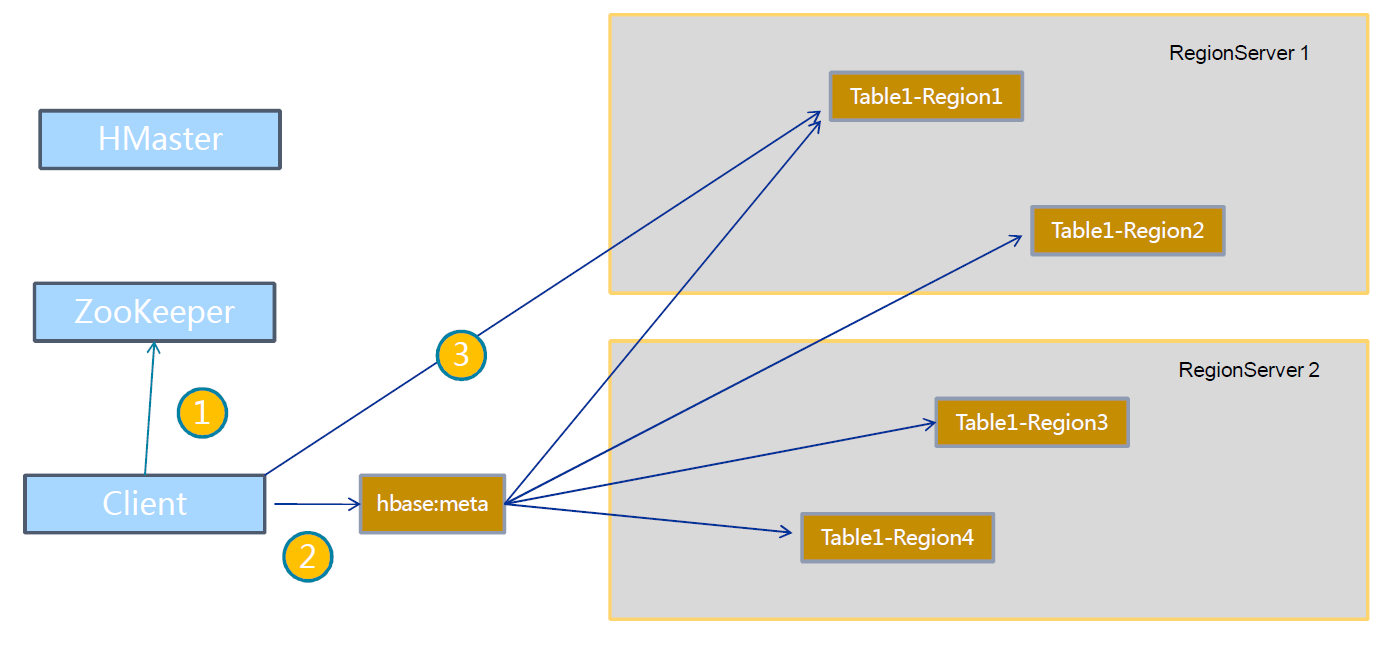 RegionServer 1
Table1-Region1
HMaster
Table1-Region2
ZooKeeper
3
RegionServer 2
1
Table1-Region3
Client
hbase:meta
2
Table1-Region4